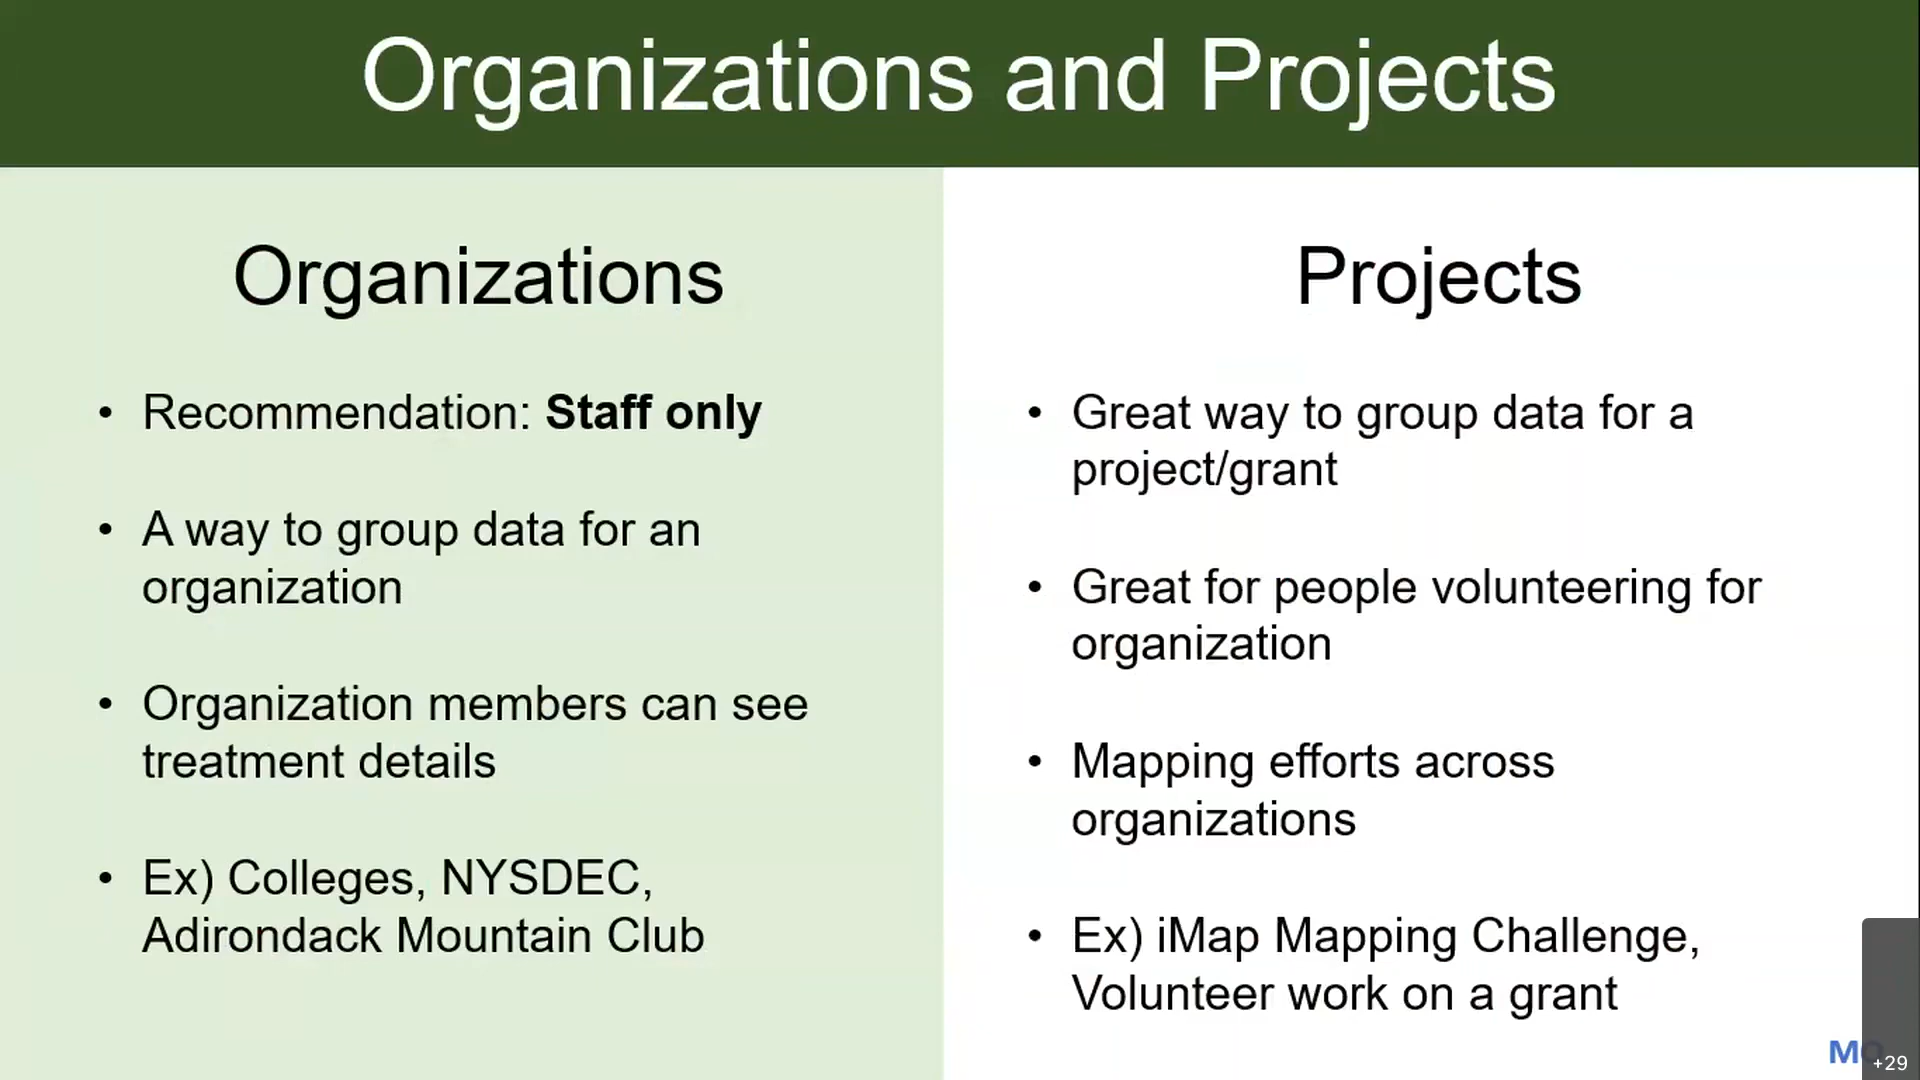 Organizations and Projects
Organizations
• Recommendation: Staff only
• A way to group data for an
organization
• Organization members can see
treatment details
• Ex) Colleges, NYSDEC,
Adirondack Mountain Club
Projects
• Great way to group data for a
project/grant
• Great for people volunteering for
organization
• Mapping efforts across
organizations
• Ex) iMap Mapping Challenge,
Volunteer work on a grant
+29